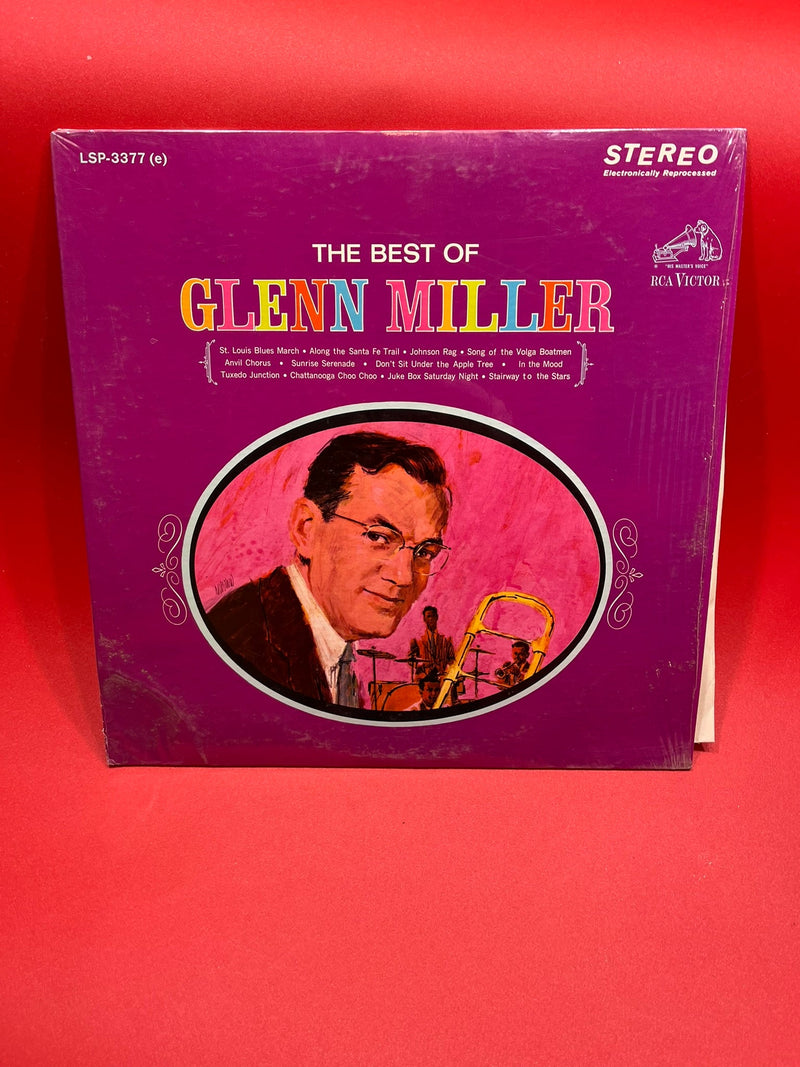 LSP-3377 (e)
STEREO
Electronically Reprocessed
"HIS MASTER'S VOICE"
RCA VICTOR
THE BEST OF
GLENN MILLER
St. Louis Blues March • Along the Santa Fe Trail • Johnson Rag • Song of the Volga Boatmen
Anvil Chorus • Sunrise Serenade • Don't Sit Under the Apple Tree • In the Mood
Tuxedo Junction • Chattanooga Choo Choo • Juke Box Saturday Night • Stairway to the Stars